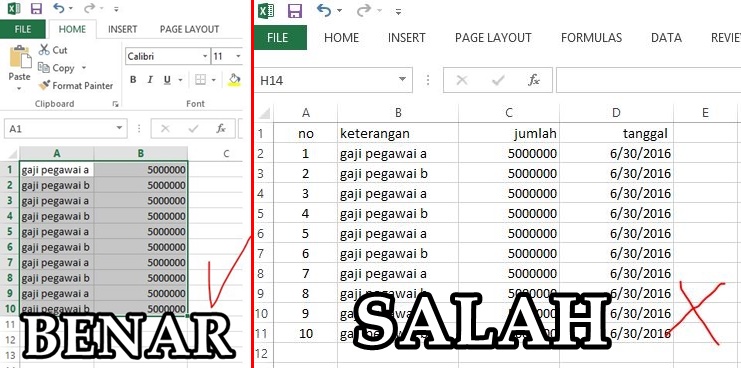 FILE HOME INSERT PAGE LAYOUT
Paste
Cut
Copy
Format Painter
Clipboard
Calibri 11
B I U
Font
A1 fx
A B C
1 gaji pegawai a 5000000
2 gaji pegawai b 5000000
3 gaji pegawai a 5000000
4 gaji pegawai b 5000000
5 gaji pegawai a 5000000
6 gaji pegawai b 5000000
7 gaji pegawai a 5000000
8 gaji pegawai b 5000000
9 gaji pegawai a 5000000
10 gaji pegawai b 5000000
11
12
13
BENAR
FILE HOME INSERT PAGE LAYOUT FORMULAS DATA REVIE
H14 fx
A B C D E
1 no keterangan jumlah tanggal
2 1 gaji pegawai a 5000000 6/30/2016
3 2 gaji pegawai b 5000000 6/30/2016
4 3 gaji pegawai a 5000000 6/30/2016
5 4 gaji pegawai b 5000000 6/30/2016
6 5 gaji pegawai a 5000000 6/30/2016
7 6 gaji pegawai b 5000000 6/30/2016
8 7 gaji pegawai a 5000000 6/30/2016
9 8 gaji pegawai b 5000000 6/30/2016
10 9 6/30/2016
11 10 6/30/2016
12
SALAH